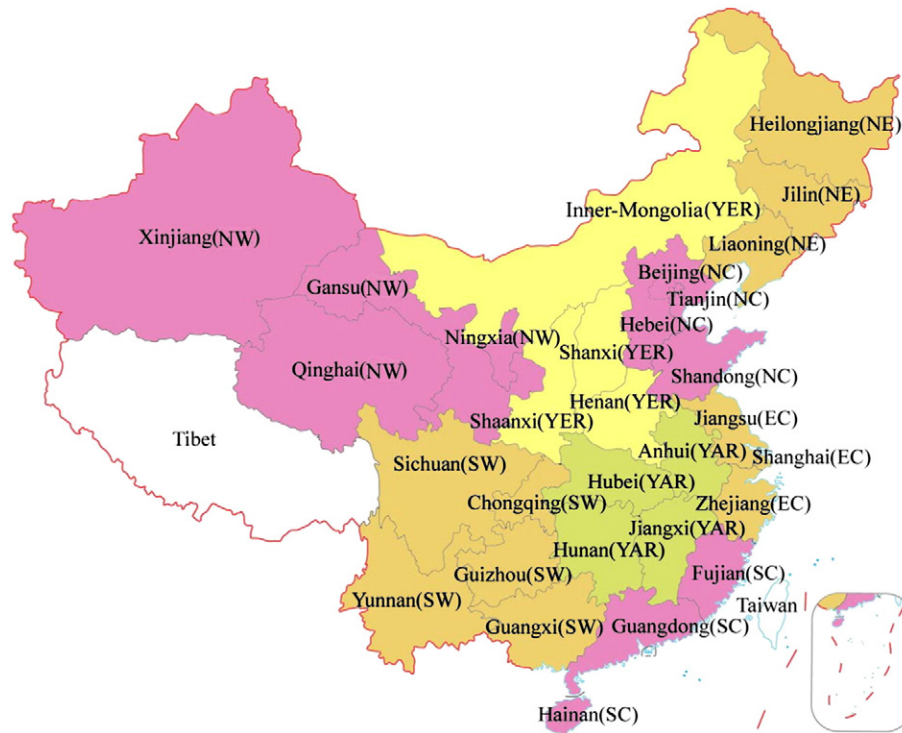 Heilongjiang(NE)
Jilin(NE)
Inner-Mongolia(YER)
Xinjiang(NW)
Liaoning(NE)
Beijing(NC)
Gansu(NW)
Tianjin(NC)
Hebei(NC)
Ningxia(NW)
Shanxi(YER)
Qinghai(NW)
Shandong(NC)
Henan(YER)
Shaanxi(YER)
Jiangsu(EC)
Tibet
Anhui(YAR)
Shanghai(EC)
Sichuan(SW)
Hubei(YAR)
Chongqing(SW)
Zhejiang(EC)
Jiangxi(YAR)
Hunan(YAR)
Guizhou(SW)
Fujian(SC)
Yunnan(SW)
Taiwan
Guangxi(SW)
Guangdong(SC)
Hainan(SC)